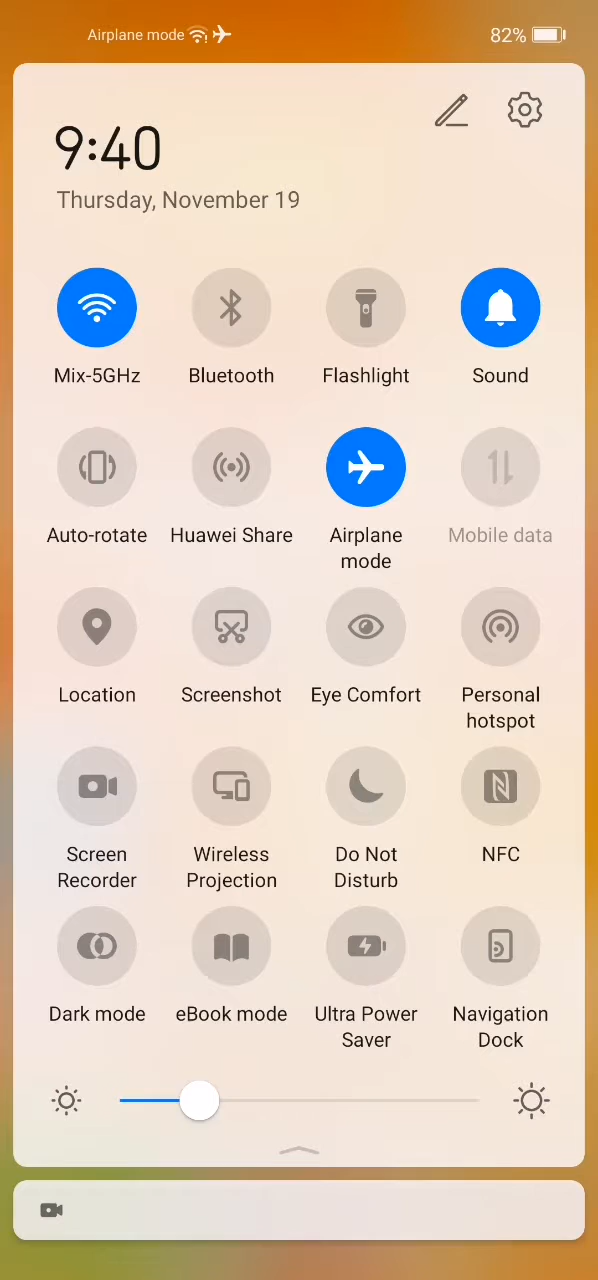 Airplane mode
82%
9:40
Thursday, November 19
Mix-5GHz
Bluetooth
Flashlight
Sound
Auto-rotate
Huawei Share
Airplane
mode
Mobile data
Location
Screenshot
Eye Comfort
Personal
hotspot
Screen
Recorder
Wireless
Projection
Do Not
Disturb
NFC
Dark mode
eBook mode
Ultra Power
Saver
Navigation
Dock